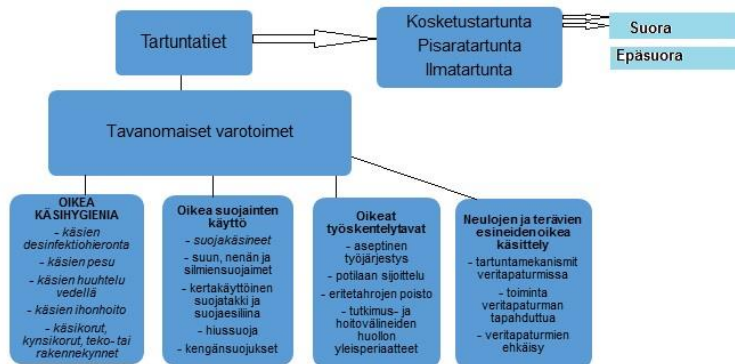 Tartuntatiet
Kosketustartunta
Pisaratartunta
Ilmatartunta
Suora
Epäsuora
Tavanomaiset varotoimet
OIKEA
KÄSIHYGIENIA
- käsien
desinfektiohieronta
- käsien pesu
- käsien huuhtelu
vedellä
- käsien ihonhoito
- käsikorut,
kynsikorut, teko- tai
rakennekynnet
Oikea suojainten
käyttö
- suojakäsineet
- suun, nenän ja
silmiensuojaimet
- kertakäyttöinen
suojatakki ja
suojaesiliina
- hiussuoja
- kengänsuojukset
Oikeat
työskentelytavat
- aseptinen
työjärjestys
- potilaan sijoittelu
- eritetahrojen poisto
- tutkimus- ja
hoitovälineiden
huollon
yleisperiaatteet
Neulojen ja terävien
esineiden oikea
käsittely
- tartuntamekanismit
veritapaturmissa
- toiminta
veritapaturman
tapahduttua
- veritapaturmien
ehkäisy